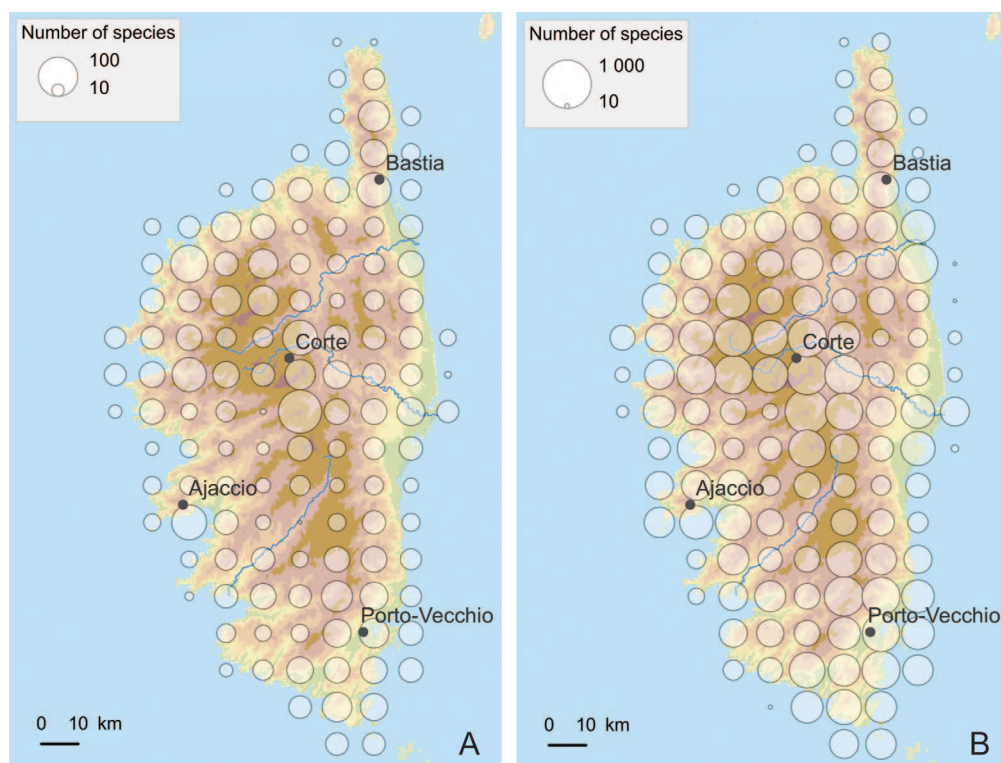 Number of species
100
10
Bastia
Corte
Ajaccio
Porto-Vecchio
0 10 km
A
Number of species
1 000
10
Bastia
Corte
Ajaccio
Porto-Vecchio
0 10 km
B